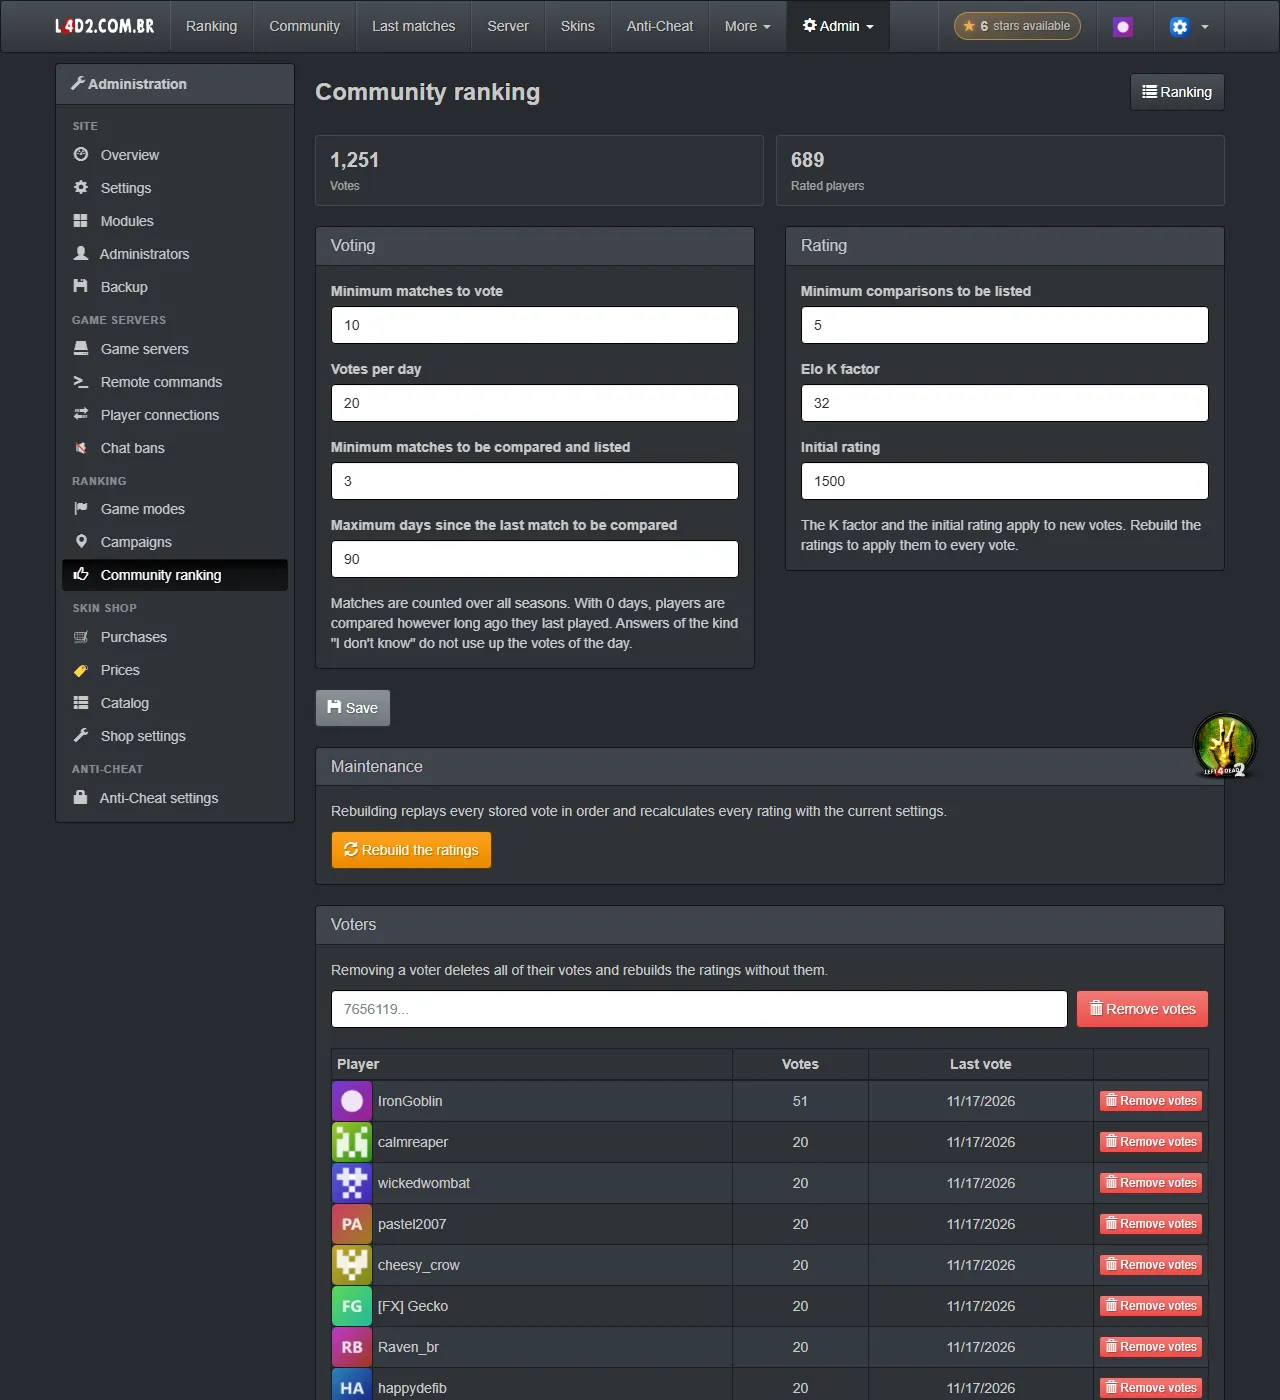 L4D2.COM.BR
Ranking
Community
Last matches
Server
Skins
Anti-Cheat
More
Admin
6 stars available
Administration
SITE
Overview
Settings
Modules
Administrators
Backup
GAME SERVERS
Game servers
Remote commands
Player connections
Chat bans
RANKING
Game modes
Campaigns
Community ranking
SKIN SHOP
Purchases
Prices
Catalog
Shop settings
ANTI-CHEAT
Anti-Cheat settings
Community ranking
Ranking
1,251
Votes
689
Rated players
Voting
Minimum matches to vote
10
Votes per day
20
Minimum matches to be compared and listed
3
Maximum days since the last match to be compared
90
Matches are counted over all seasons. With 0 days, players are
compared however long ago they last played. Answers of the kind
"I don't know" do not use up the votes of the day.
Rating
Minimum comparisons to be listed
5
Elo K factor
32
Initial rating
1500
The K factor and the initial rating apply to new votes. Rebuild the
ratings to apply them to every vote.
Save
LEFT 4 DEAD 2
Maintenance
Rebuilding replays every stored vote in order and recalculates every rating with the current settings.
Rebuild the ratings
Voters
Removing a voter deletes all of their votes and rebuilds the ratings without them.
7656119...
Remove votes
Player Votes Last vote
IronGoblin 51 11/17/2026 Remove votes
calmreaper 20 11/17/2026 Remove votes
wickedwombat 20 11/17/2026 Remove votes
PA pastel2007 20 11/17/2026 Remove votes
cheesy_crow 20 11/17/2026 Remove votes
FG [FX] Gecko 20 11/17/2026 Remove votes
RB Raven_br 20 11/17/2026 Remove votes
HA happydefib 20 11/17/2026 Remove votes